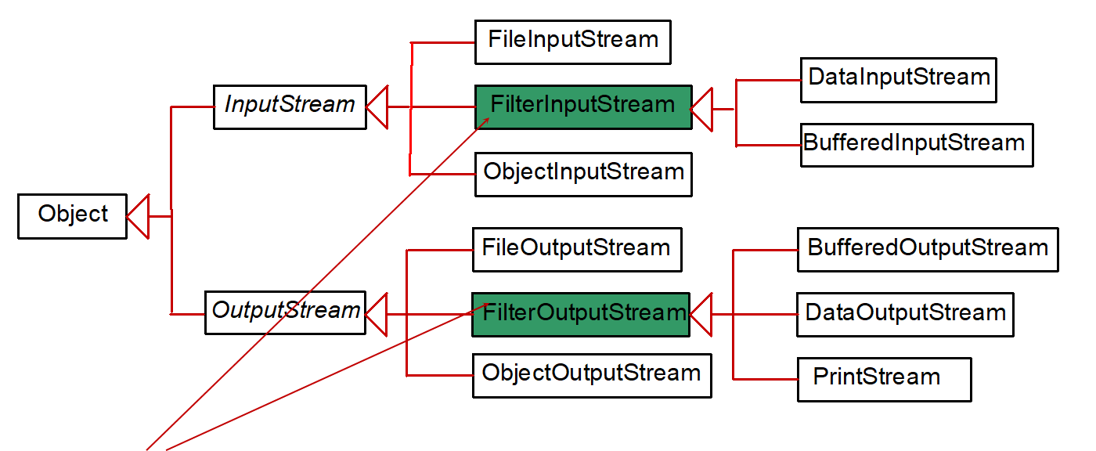 FileInputStream
InputStream
FilterInputStream
DataInputStream
BufferedInputStream
ObjectInputStream
Object
FileOutputStream
BufferedOutputStream
OutputStream
FilterOutputStream
DataOutputStream
ObjectOutputStream
PrintStream